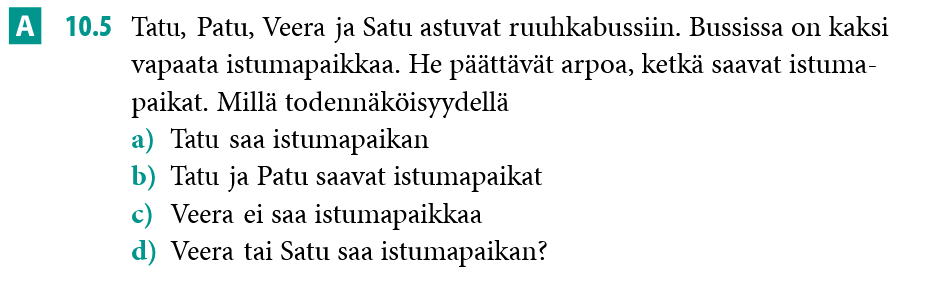 A 10.5 Tatu, Patu, Veera ja Satu astuvat ruuhkabussiin. Bussissa on kaksi
vapaata istumapaikkaa. He päättävät arpoa, ketkä saavat istuma-
paikat. Millä todennäköisyydellä
a) Tatu saa istumapaikan
b) Tatu ja Patu saavat istumapaikat
c) Veera ei saa istumapaikkaa
d) Veera tai Satu saa istumapaikan?